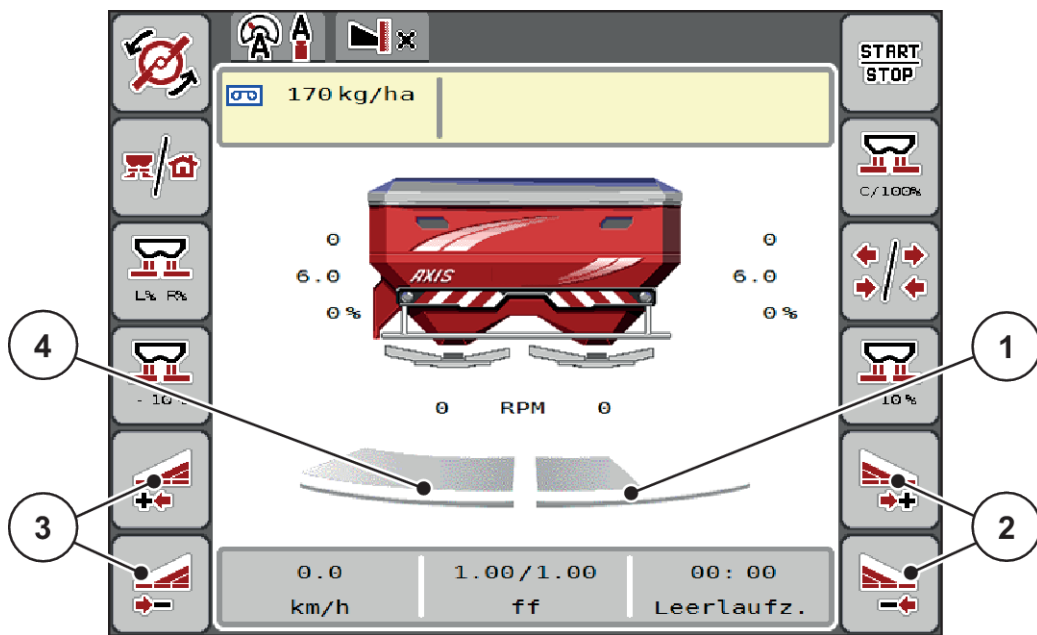 A A x
START
STOP
170 kg/ha
C/100%
0 0
6.0 AXIS 6.0
L% R%
0% 0%
4 1
- 10 %
10 %
0 RPM 0
3 2
0.0 1.00/1.00 00:00
km/h ff Leerlaufz.